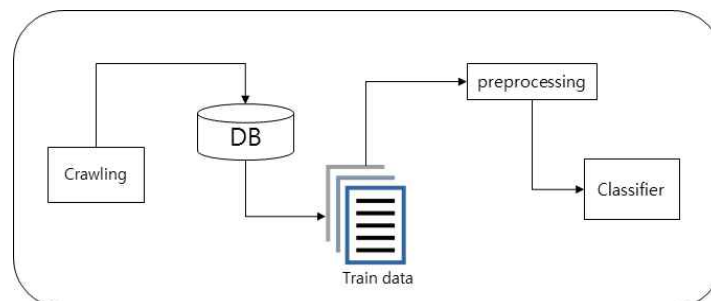 Crawling
DB
Train data
preprocessing
Classifier